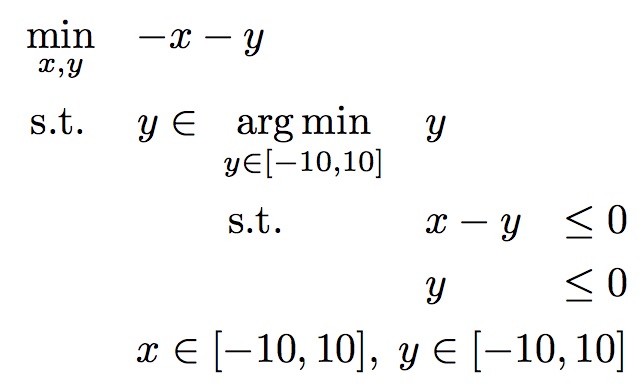 min −x − y
x,y
s.t. y ∈ arg min y
y∈[−10,10]
s.t. x − y ≤ 0
y ≤ 0
x ∈ [−10, 10], y ∈ [−10, 10]